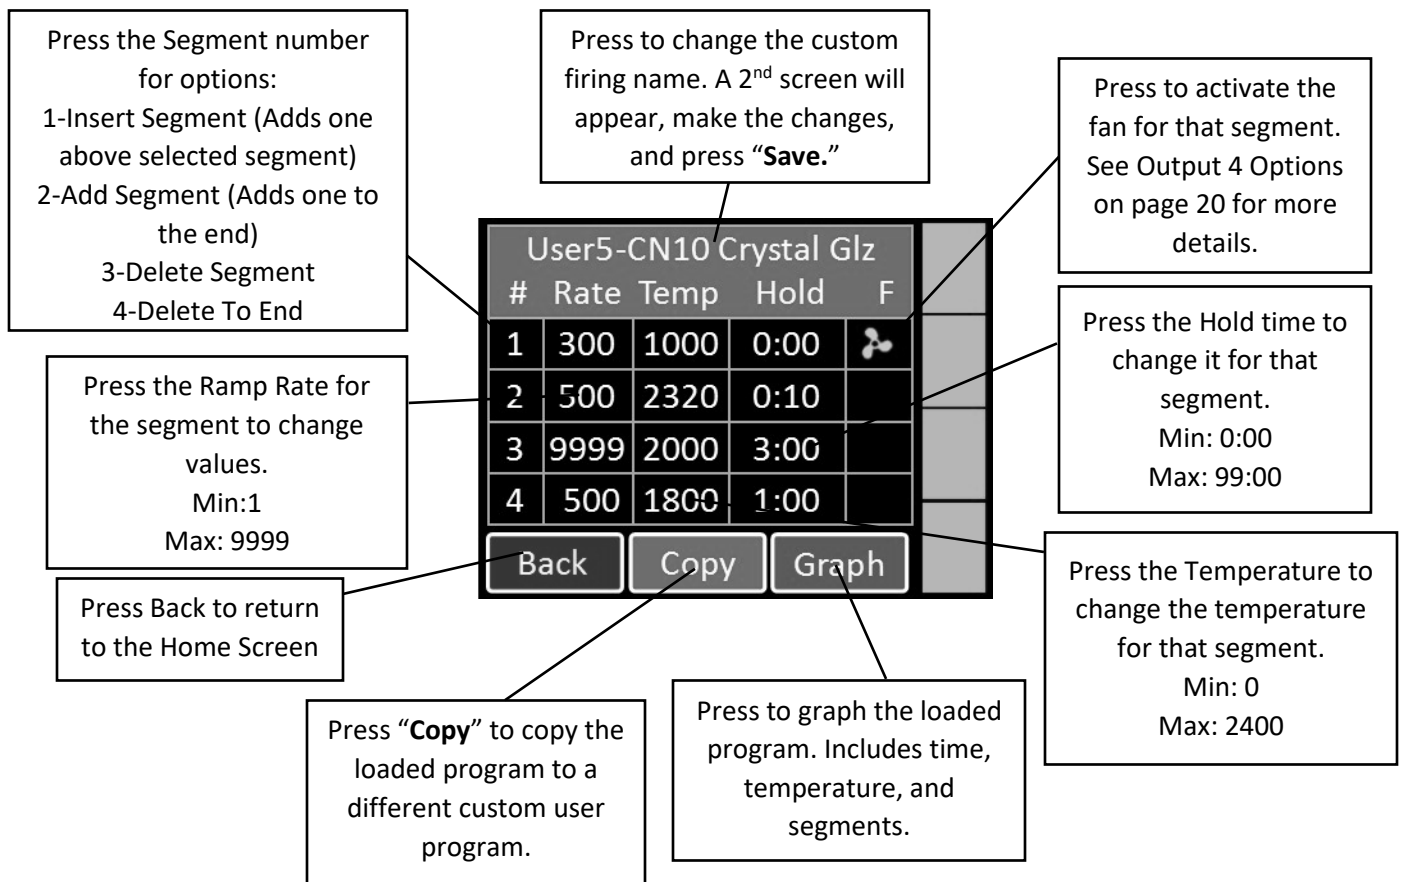 Press the Segment number
for options:
1-Insert Segment (Adds one
above selected segment)
2-Add Segment (Adds one to
the end)
3-Delete Segment
4-Delete To End
Press to change the custom
firing name. A 2nd screen will
appear, make the changes,
and press “Save.”
Press to activate the
fan for that segment.
See Output 4 Options
on page 20 for more
details.
User5-CN10 Crystal Glz
# Rate Temp Hold F
1 300 1000 0:00
2 500 2320 0:10
3 9999 2000 3:00
4 500 1800 1:00
Back Copy Graph
Press the Ramp Rate for
the segment to change
values.
Min:1
Max: 9999
Press the Hold time to
change it for that
segment.
Min: 0:00
Max: 99:00
Press Back to return
to the Home Screen
Press the Temperature to
change the temperature
for that segment.
Min: 0
Max: 2400
Press “Copy” to copy the
loaded program to a
different custom user
program.
Press to graph the loaded
program. Includes time,
temperature, and
segments.